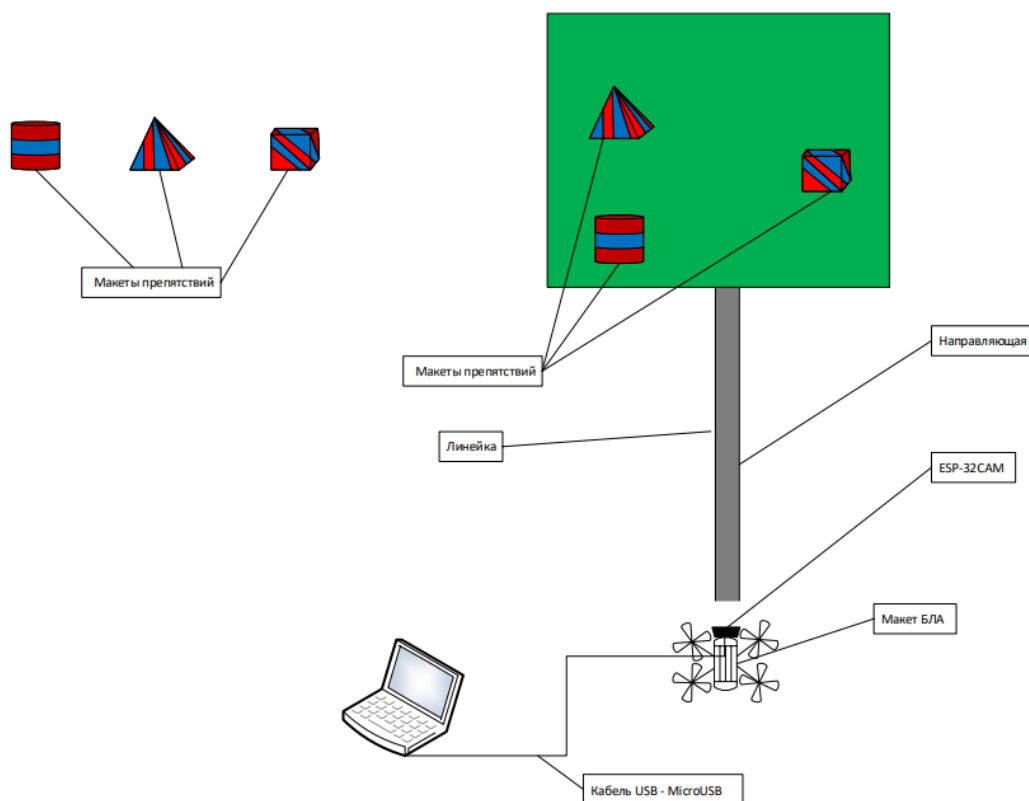 Макеты препятствий
Направляющая
Макеты препятствий
Линейка
ESP-32CAM
Макет БЛА
Кабель USB - MicroUSB